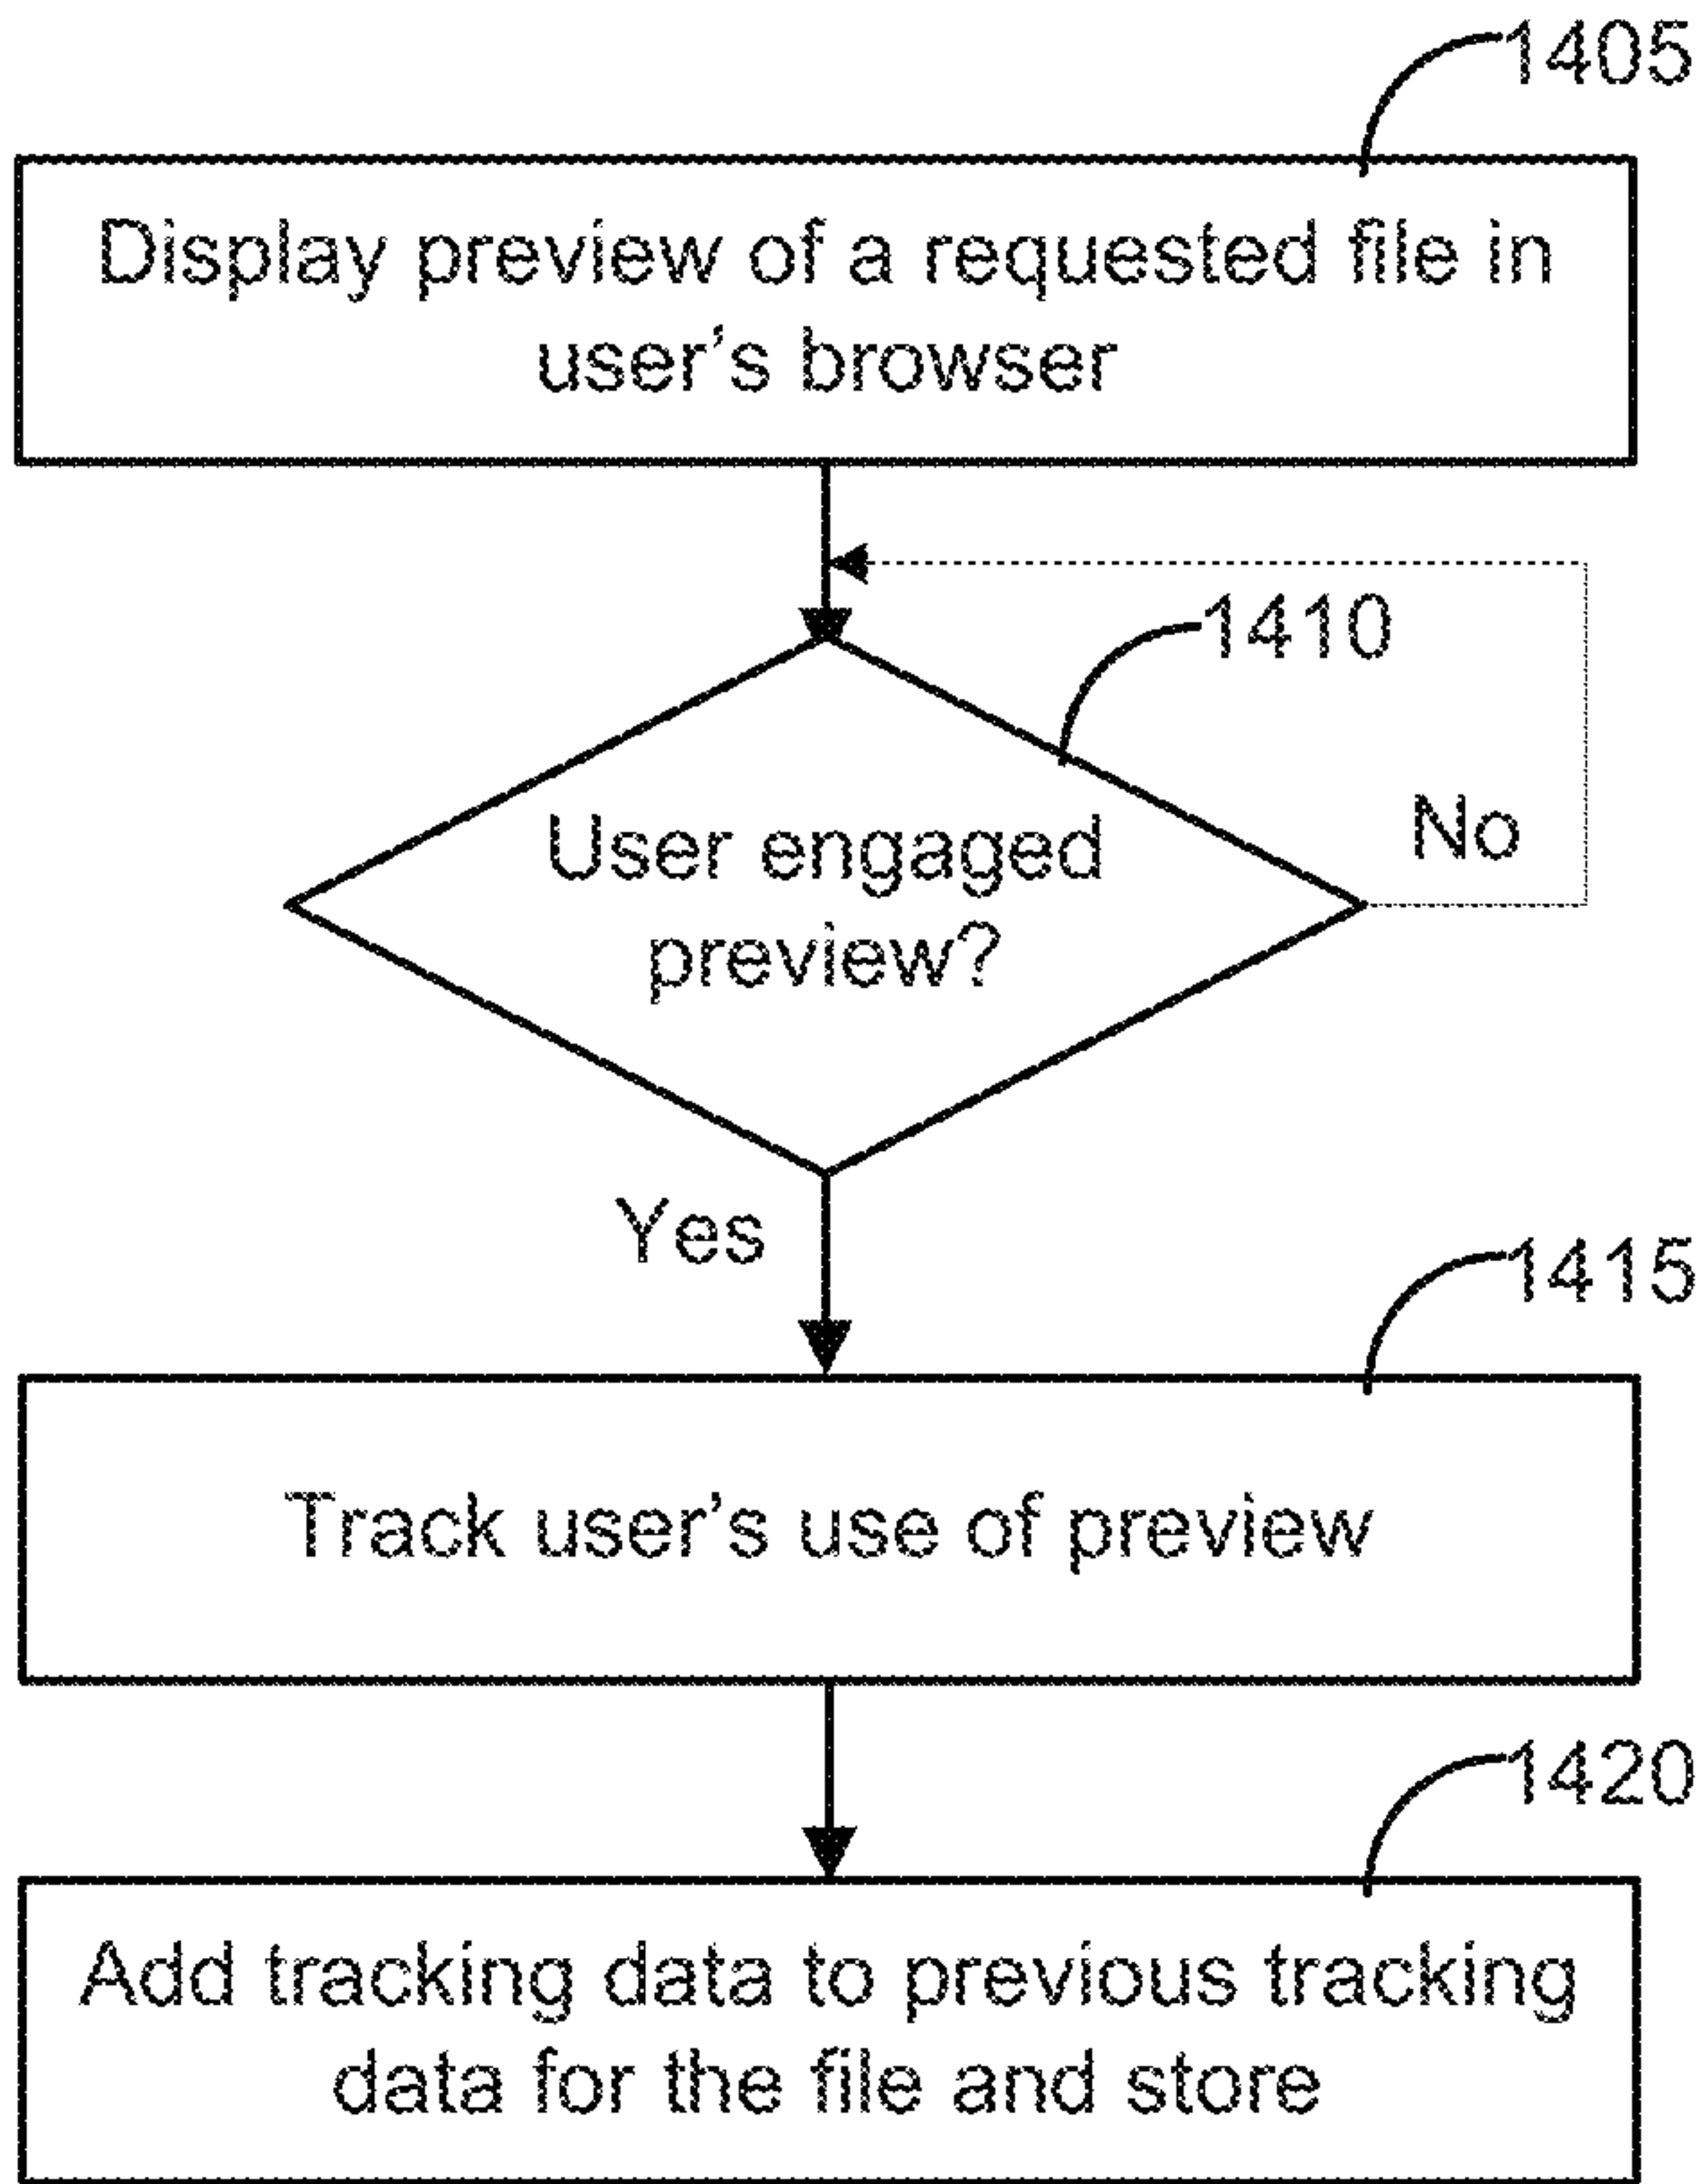 1405
Display preview of a requested file in
user's browser
1410
No
User engaged
preview?
Yes
1415
Track user's use of preview
1420
Add tracking data to previous tracking
data for the file and store